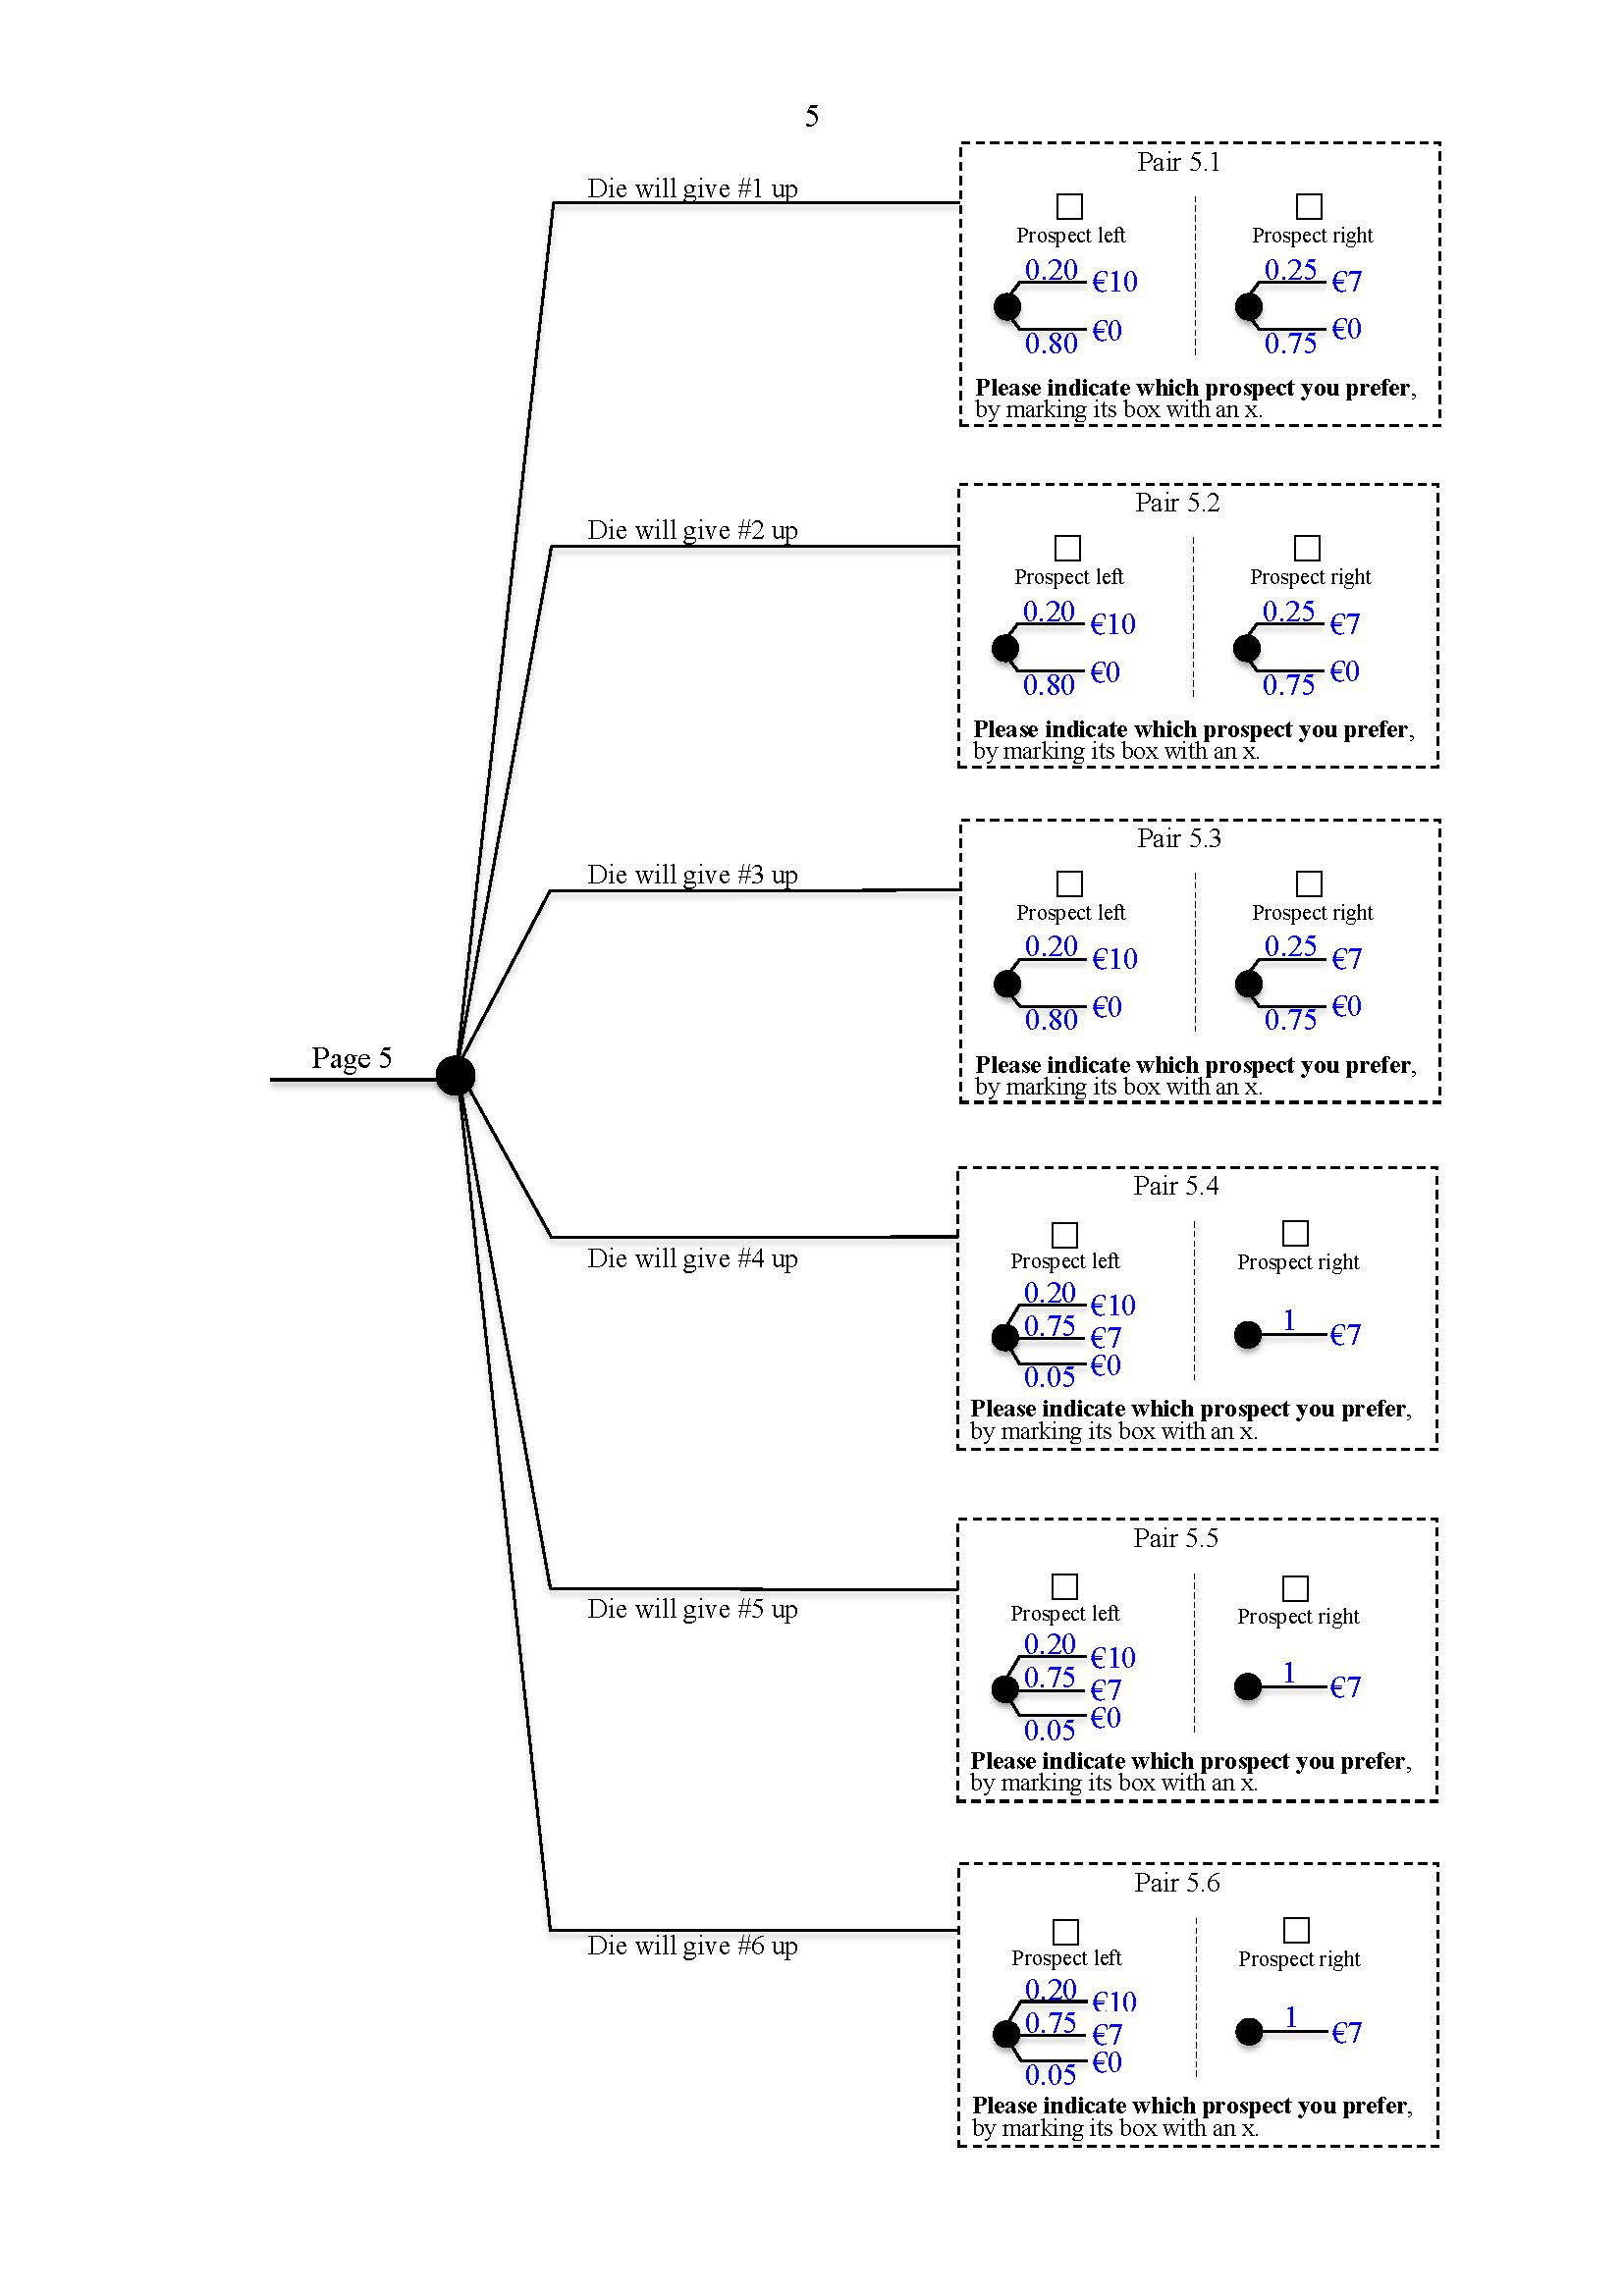 5
Die will give #1 up
Pair 5.1
Prospect left
Prospect right
0.20
€10
0.80
€0
0.25
€7
0.75
€0
Please indicate which prospect you prefer,
by marking its box with an x.
Die will give #2 up
Pair 5.2
Prospect left
Prospect right
0.20
€10
0.80
€0
0.25
€7
0.75
€0
Please indicate which prospect you prefer,
by marking its box with an x.
Die will give #3 up
Pair 5.3
Prospect left
Prospect right
0.20
€10
0.80
€0
0.25
€7
0.75
€0
Please indicate which prospect you prefer,
by marking its box with an x.
Page 5
Die will give #4 up
Pair 5.4
Prospect left
Prospect right
0.20
€10
0.75
€7
0.05
€0
1
€7
Please indicate which prospect you prefer,
by marking its box with an x.
Die will give #5 up
Pair 5.5
Prospect left
Prospect right
0.20
€10
0.75
€7
0.05
€0
1
€7
Please indicate which prospect you prefer,
by marking its box with an x.
Die will give #6 up
Pair 5.6
Prospect left
Prospect right
0.20
€10
0.75
€7
0.05
€0
1
€7
Please indicate which prospect you prefer,
by marking its box with an x.